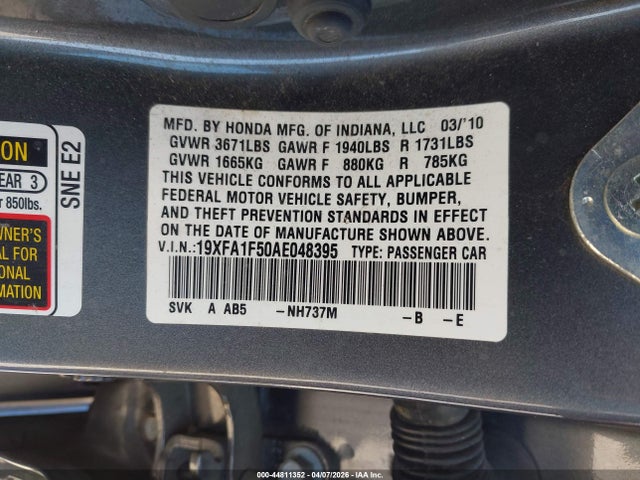 ON
EAR 3
r 850lbs.
WNER'S
AL FOR
IONAL
RMATION
SNE E2
MFD. BY HONDA MFG. OF INDIANA, LLC 03/'10
GVWR 3671LBS GAWR F 1940LBS R 1731LBS
GVWR 1665KG GAWR F 880KG R 785KG
THIS VEHICLE CONFORMS TO ALL APPLICABLE
FEDERAL MOTOR VEHICLE SAFETY, BUMPER,
AND THEFT PREVENTION STANDARDS IN EFFECT
ON THE DATE OF MANUFACTURE SHOWN ABOVE.
V.I.N.:19XFA1F50AE048395 TYPE: PASSENGER CAR
SVK A AB5 -NH737M -B -E
000-44811352 - 04/07/2026 - IAA Inc.